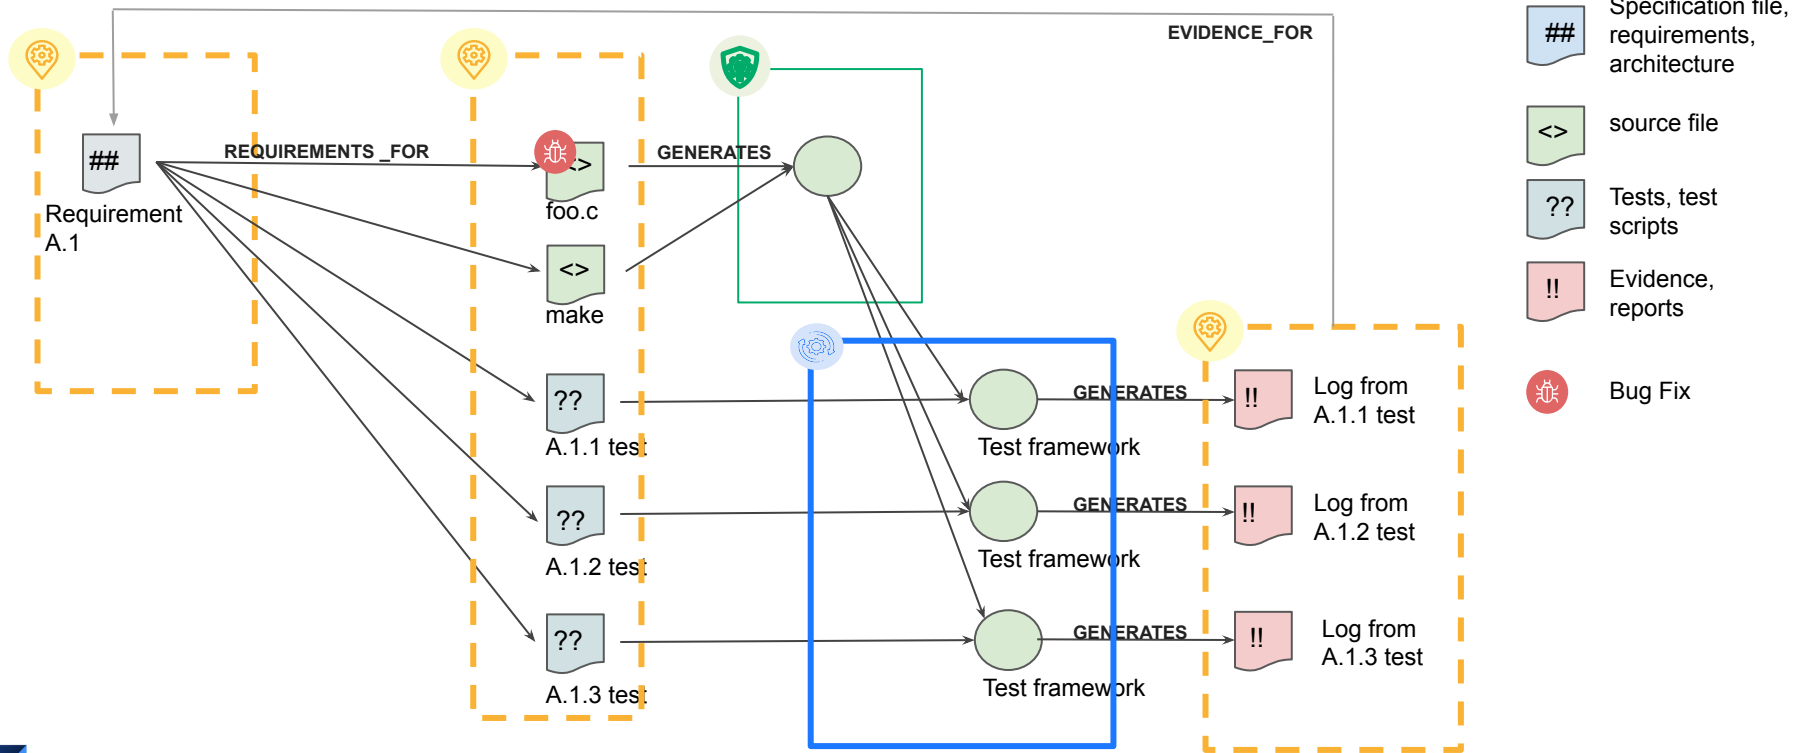 EVIDENCE_FOR
##
Requirement
A.1
REQUIREMENTS _FOR
<>
foo.c
GENERATES
<>
make
??
A.1.1 test
??
A.1.2 test
??
A.1.3 test
Test framework
GENERATES
Test framework
GENERATES
Test framework
GENERATES
!!
Log from
A.1.1 test
!!
Log from
A.1.2 test
!!
Log from
A.1.3 test
##
Specification file,
requirements,
architecture
<>
source file
??
Tests, test
scripts
!!
Evidence,
reports
Bug Fix